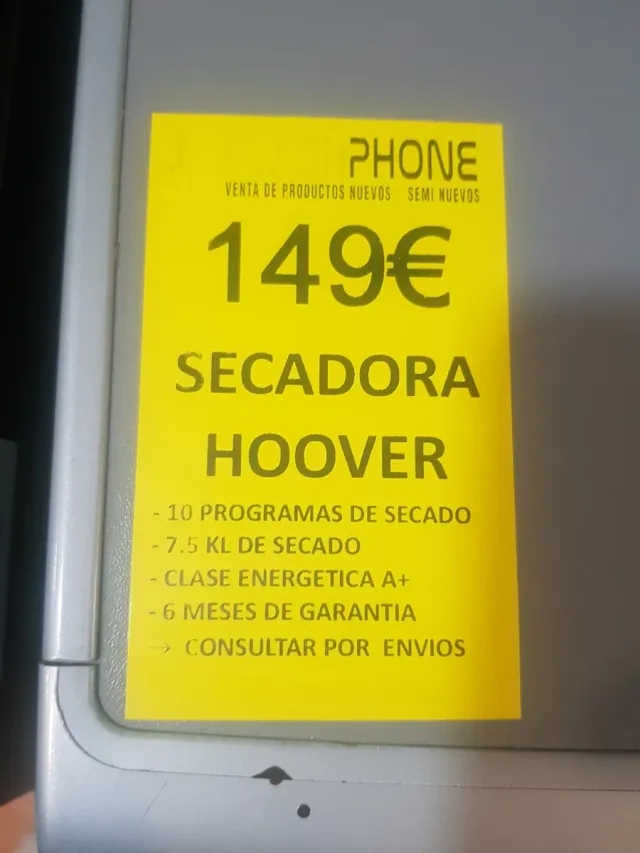 PHONE
VENTA DE PRODUCTOS NUEVOS SEMI NUEVOS
149€
SECADORA
HOOVER
- 10 PROGRAMAS DE SECADO
- 7.5 KL DE SECADO
- CLASE ENERGETICA A+
- 6 MESES DE GARANTIA
→ CONSULTAR POR ENVIOS